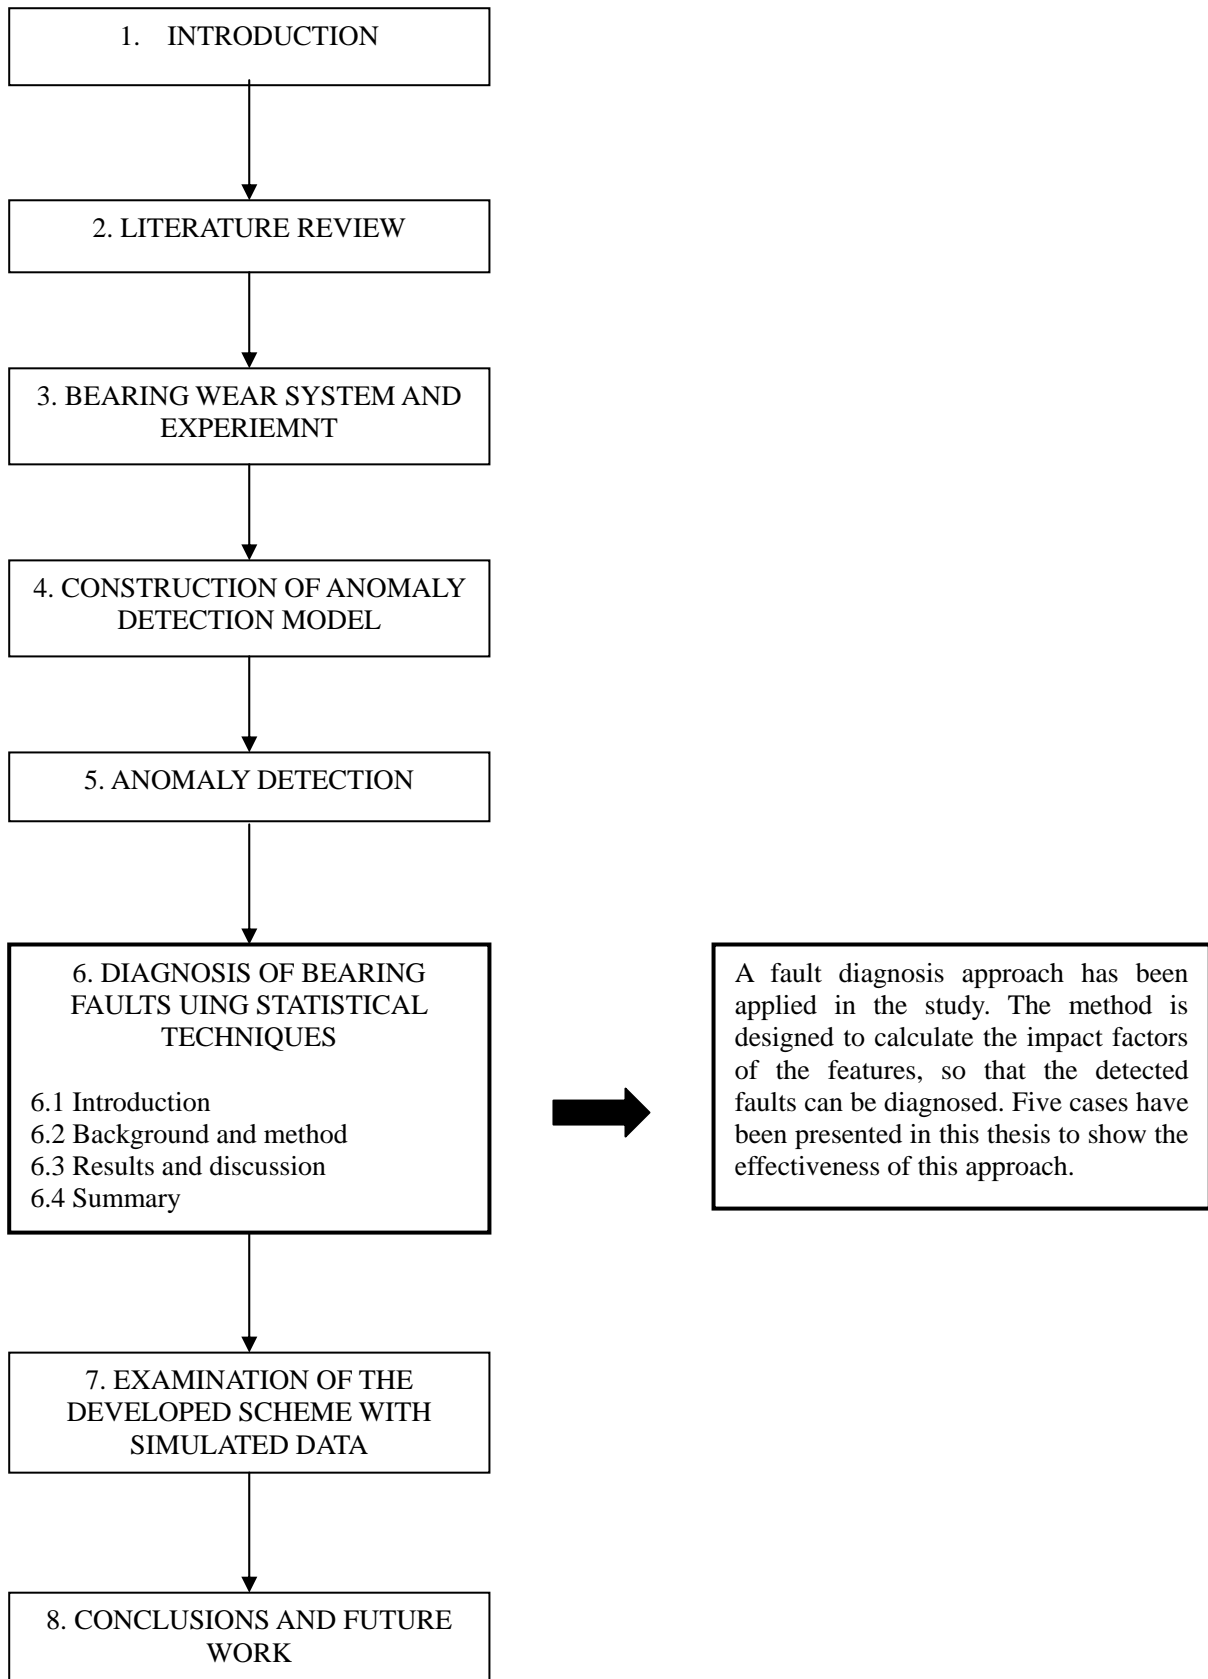 1. INTRODUCTION
2. LITERATURE REVIEW
3. BEARING WEAR SYSTEM AND
EXPERIEMNT
4. CONSTRUCTION OF ANOMALY
DETECTION MODEL
5. ANOMALY DETECTION
6. DIAGNOSIS OF BEARING
FAULTS UING STATISTICAL
TECHNIQUES
6.1 Introduction
6.2 Background and method
6.3 Results and discussion
6.4 Summary
A fault diagnosis approach has been
applied in the study. The method is
designed to calculate the impact factors
of the features, so that the detected
faults can be diagnosed. Five cases have
been presented in this thesis to show the
effectiveness of this approach.
7. EXAMINATION OF THE
DEVELOPED SCHEME WITH
SIMULATED DATA
8. CONCLUSIONS AND FUTURE
WORK